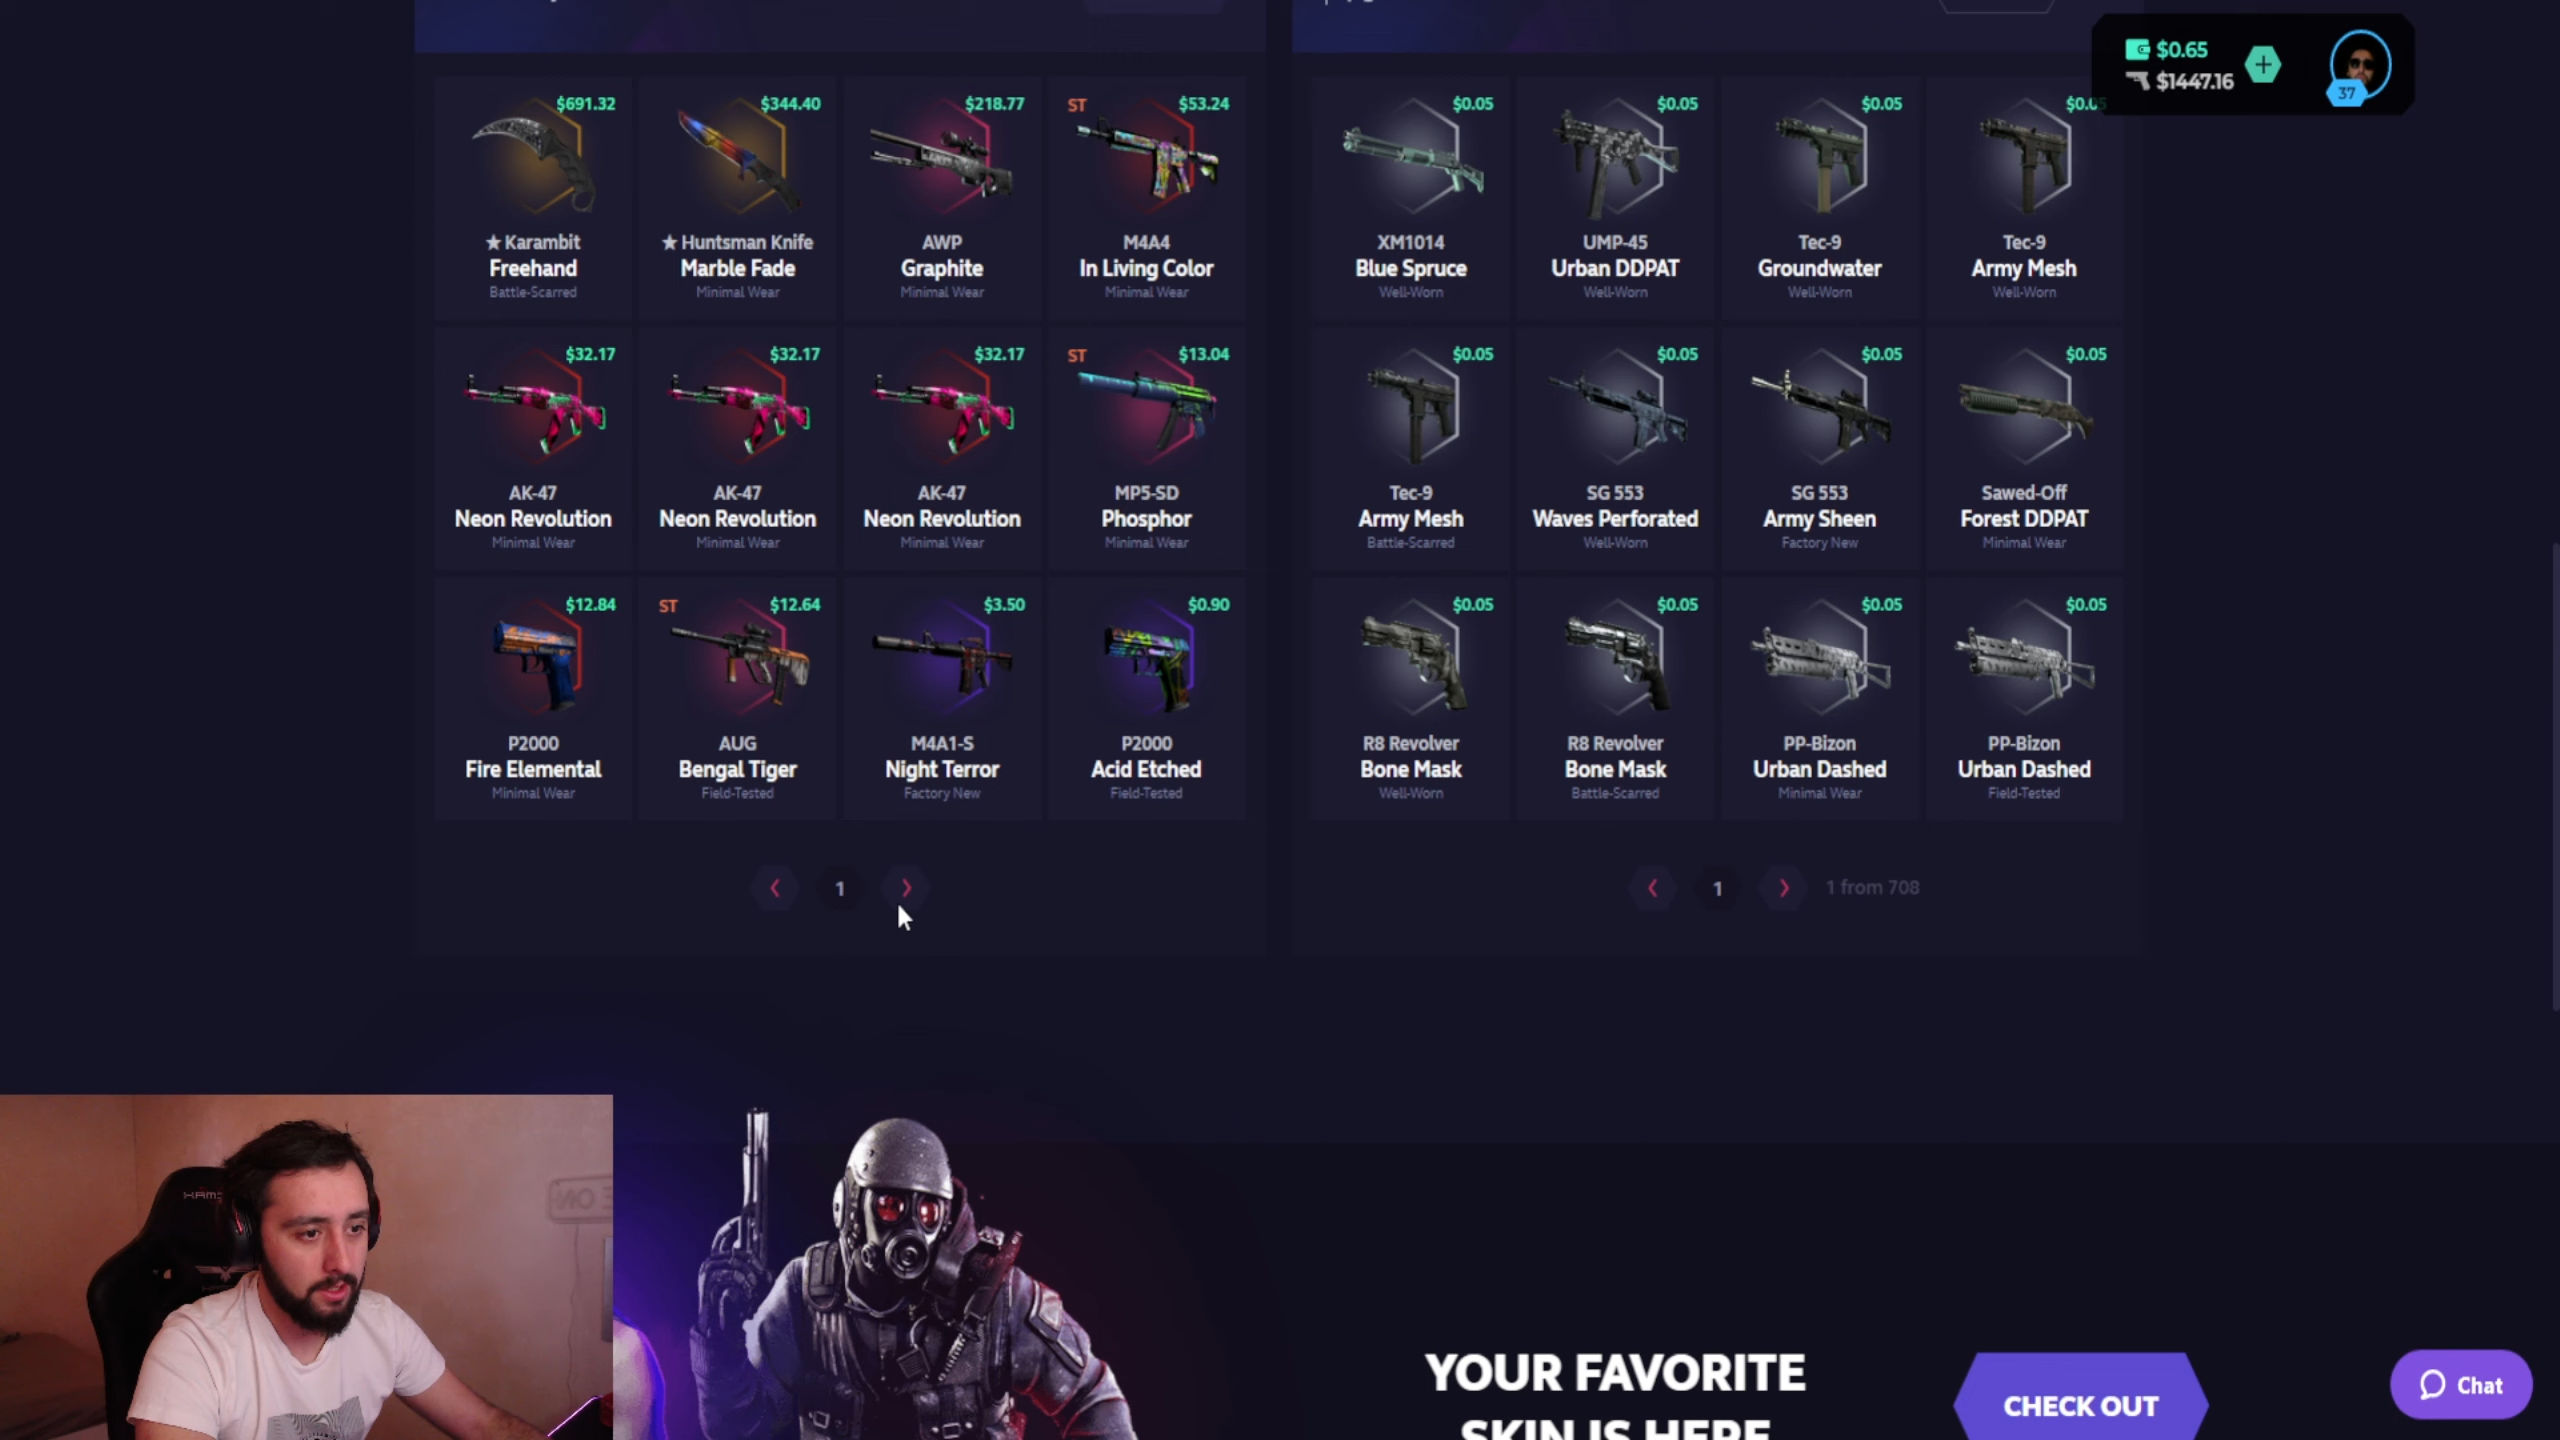 $0.65
$1447.16
37
$691.32
★ Karambit
Freehand
Battle-Scarred
$344.40
★ Huntsman Knife
Marble Fade
Minimal Wear
$218.77
AWP
Graphite
Minimal Wear
ST
$53.24
M4A4
In Living Color
Minimal Wear
$32.17
AK-47
Neon Revolution
Minimal Wear
$32.17
AK-47
Neon Revolution
Minimal Wear
$32.17
AK-47
Neon Revolution
Minimal Wear
ST
$13.04
MP5-SD
Phosphor
Minimal Wear
$12.84
P2000
Fire Elemental
Minimal Wear
ST
$12.64
AUG
Bengal Tiger
Field-Tested
$3.50
M4A1-S
Night Terror
Factory New
$0.90
P2000
Acid Etched
Field-Tested
1
$0.05
XM1014
Blue Spruce
Well-Worn
$0.05
UMP-45
Urban DDPAT
Well-Worn
$0.05
Tec-9
Groundwater
Well-Worn
Tec-9
Army Mesh
Well-Worn
$0.05
Tec-9
Army Mesh
Battle-Scarred
$0.05
SG 553
Waves Perforated
Well-Worn
$0.05
SG 553
Army Sheen
Factory New
$0.05
Sawed-Off
Forest DDPAT
Minimal Wear
$0.05
R8 Revolver
Bone Mask
Well-Worn
$0.05
R8 Revolver
Bone Mask
Battle-Scarred
$0.05
PP-Bizon
Urban Dashed
Minimal Wear
$0.05
PP-Bizon
Urban Dashed
Field-Tested
1
1 from 708
YOUR FAVORITE
SKIN IS HERE
CHECK OUT
Chat